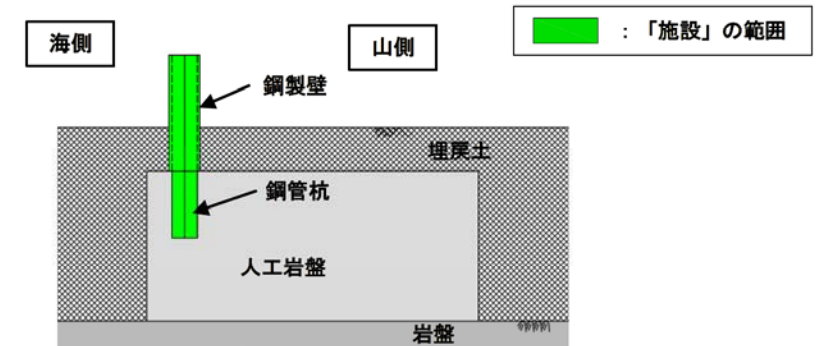 海側
山側
：「施設」の範囲
鋼製壁
埋戻土
鋼管杭
人工岩盤
岩盤